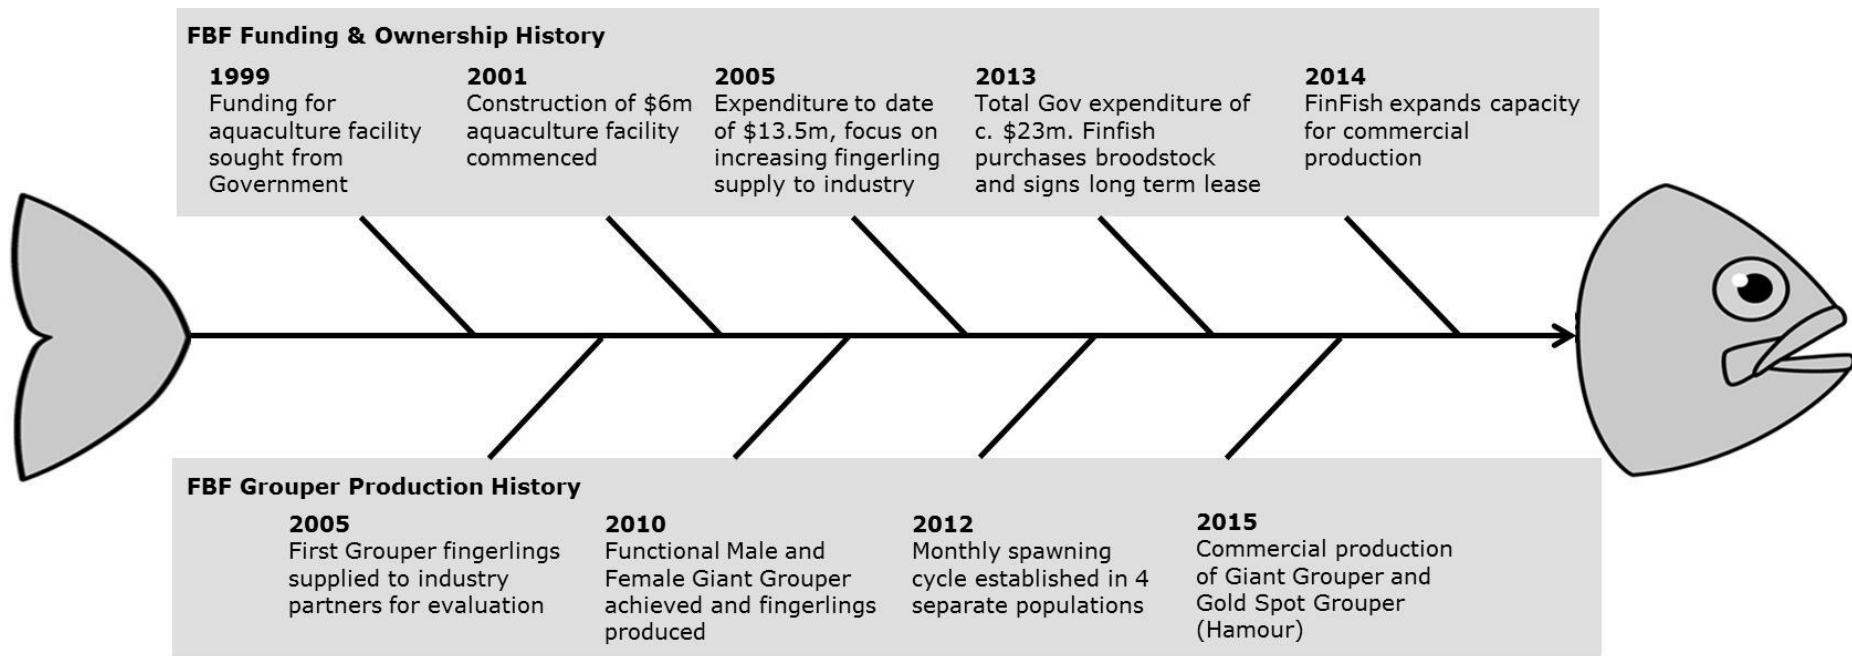 FBF Funding & Ownership History
1999
Funding for
aquaculture facility
sought from
Government
2001
Construction of $6m
aquaculture facility
commenced
2005
Expenditure to date
of $13.5m, focus on
increasing fingerling
supply to industry
2013
Total Gov expenditure of
c. $23m. Finfish
purchases broodstock
and signs long term lease
2014
FinFish expands capacity
for commercial
production
FBF Grouper Production History
2005
First Grouper fingerlings
supplied to industry
partners for evaluation
2010
Functional Male and
Female Giant Grouper
achieved and fingerlings
produced
2012
Monthly spawning
cycle established in 4
separate populations
2015
Commercial production
of Giant Grouper and
Gold Spot Grouper
(Hamour)